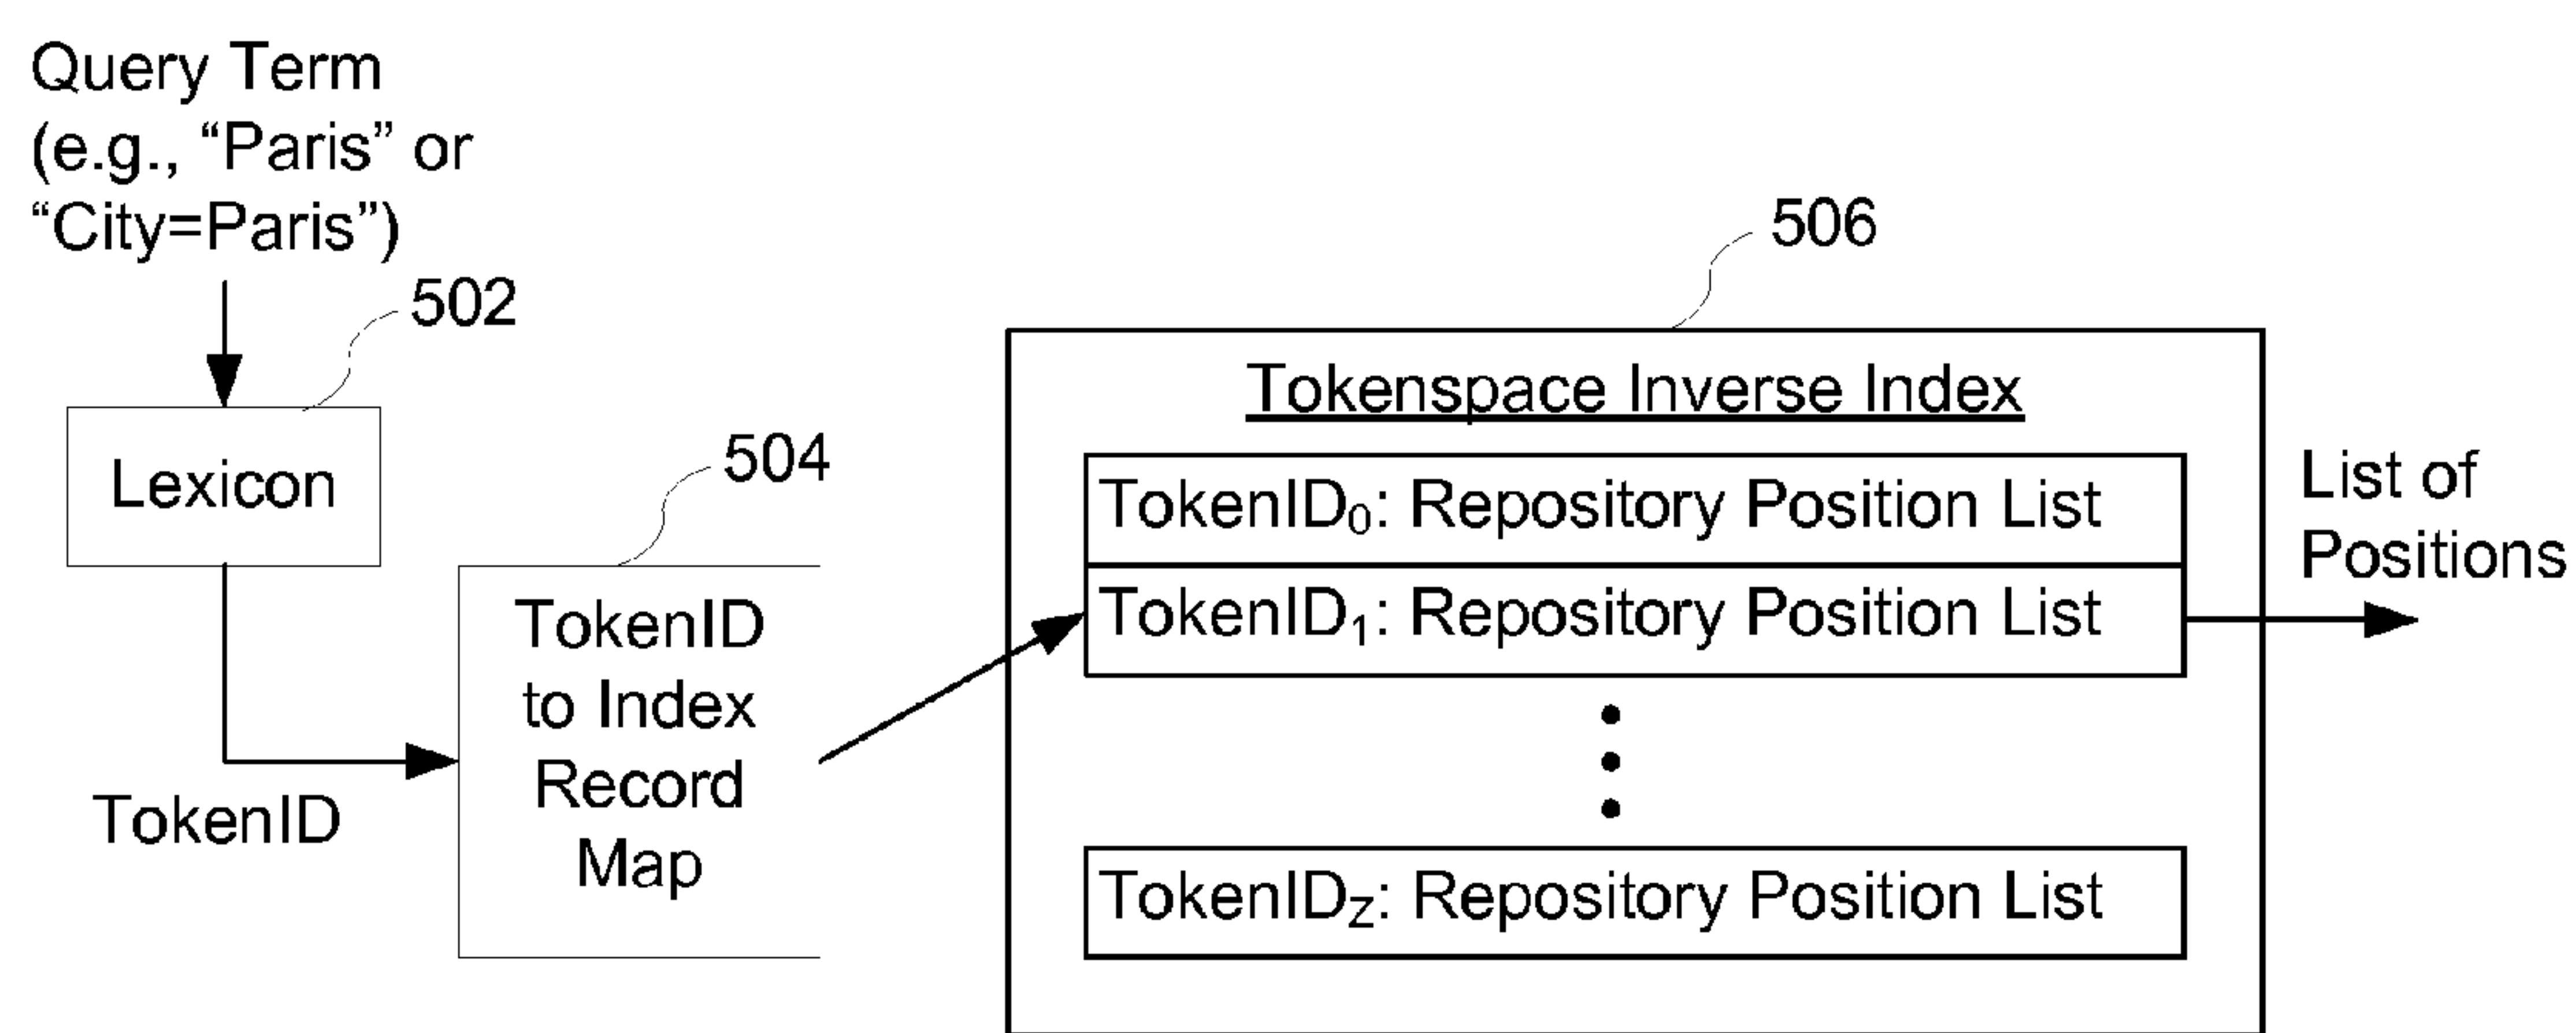 Query Term
(e.g., “Paris” or
“City=Paris”)
502
Lexicon
TokenID
504
TokenID
to Index
Record
Map
506
Tokenspace Inverse Index
TokenID₀: Repository Position List
TokenID₁: Repository Position List
TokenID_Z: Repository Position List
List of
Positions